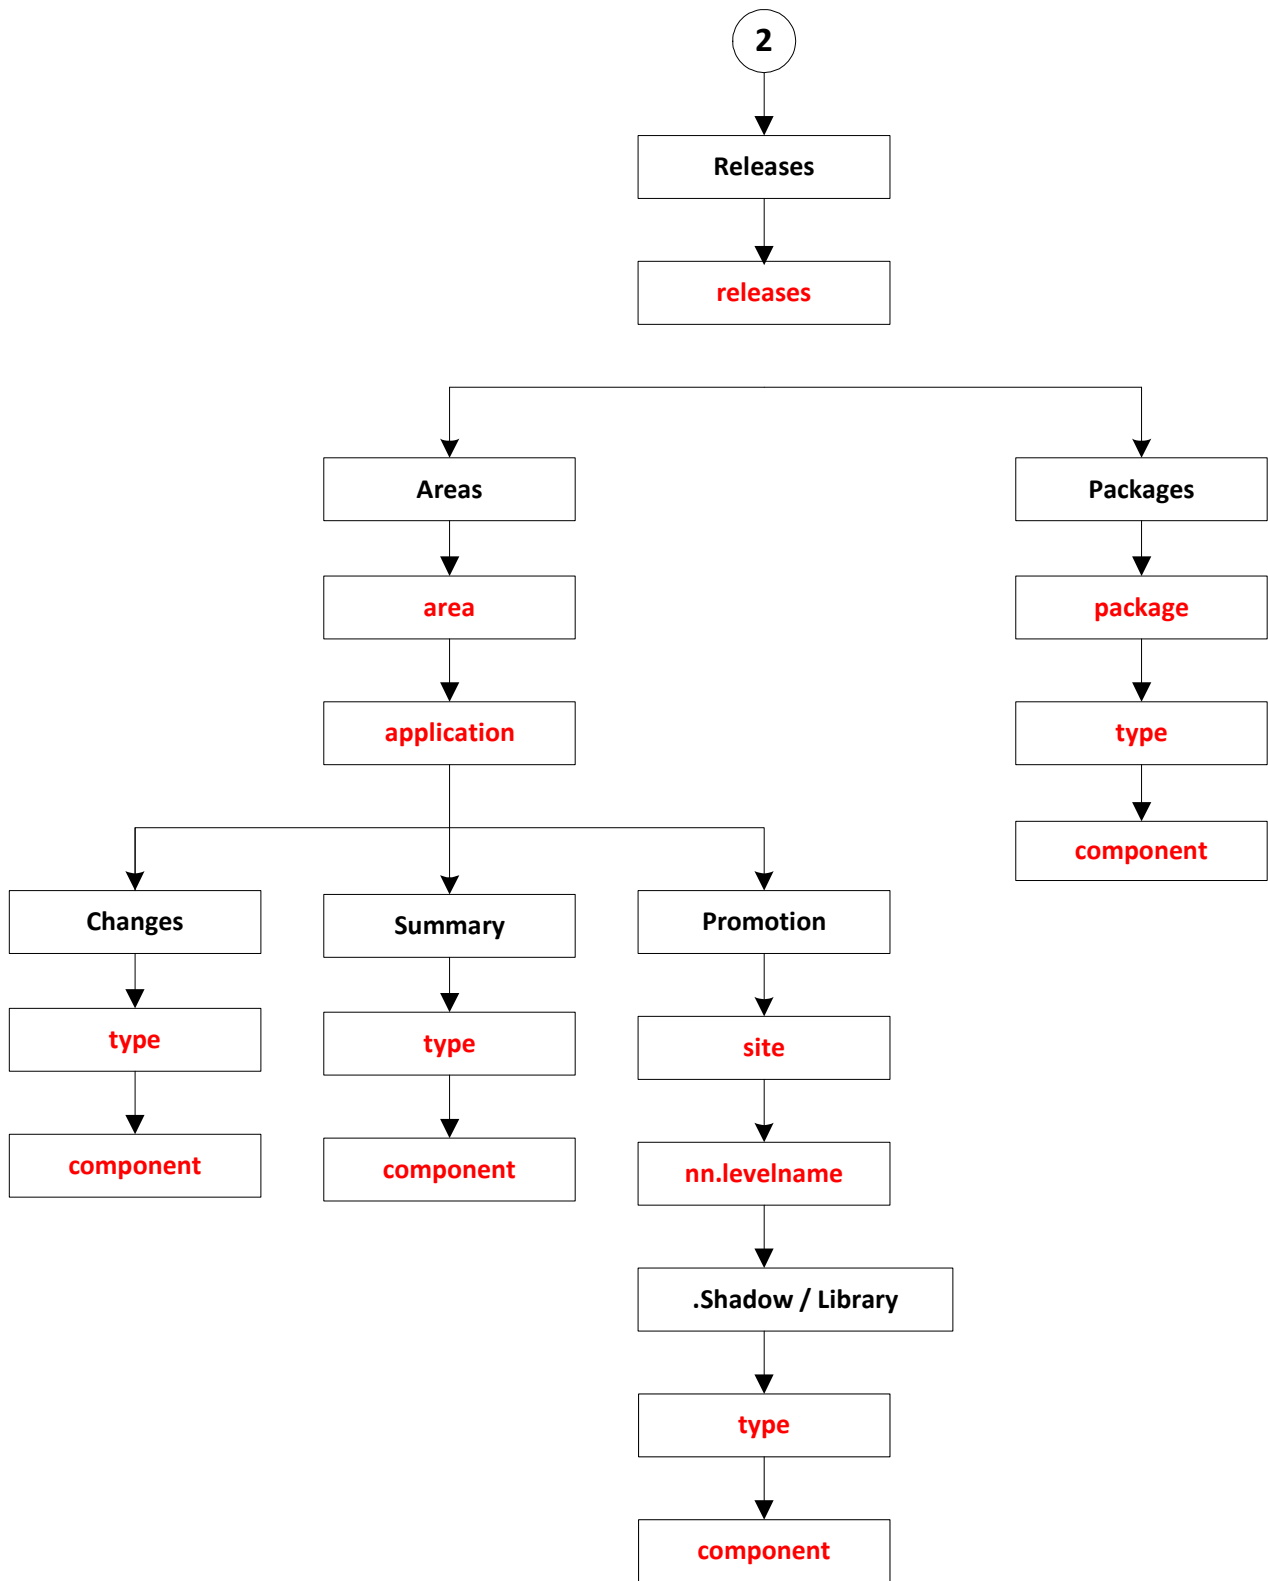 2
Releases
releases
Areas
Packages
area
package
application
type
component
Changes
Summary
Promotion
type
type
site
component
component
nn.levelname
.Shadow / Library
type
component